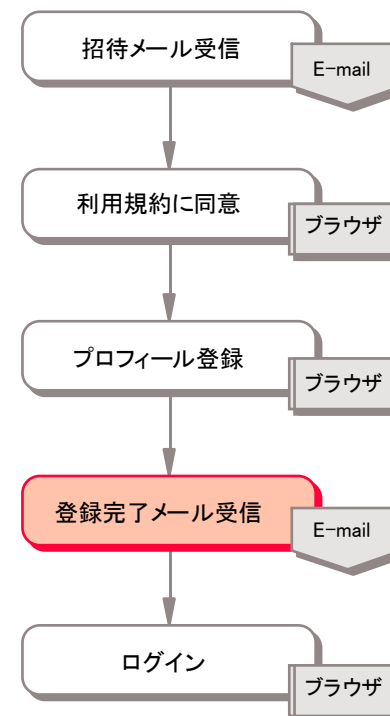 招待メール受信
E-mail
利用規約に同意
ブラウザ
プロフィール登録
ブラウザ
登録完了メール受信
E-mail
ログイン
ブラウザ